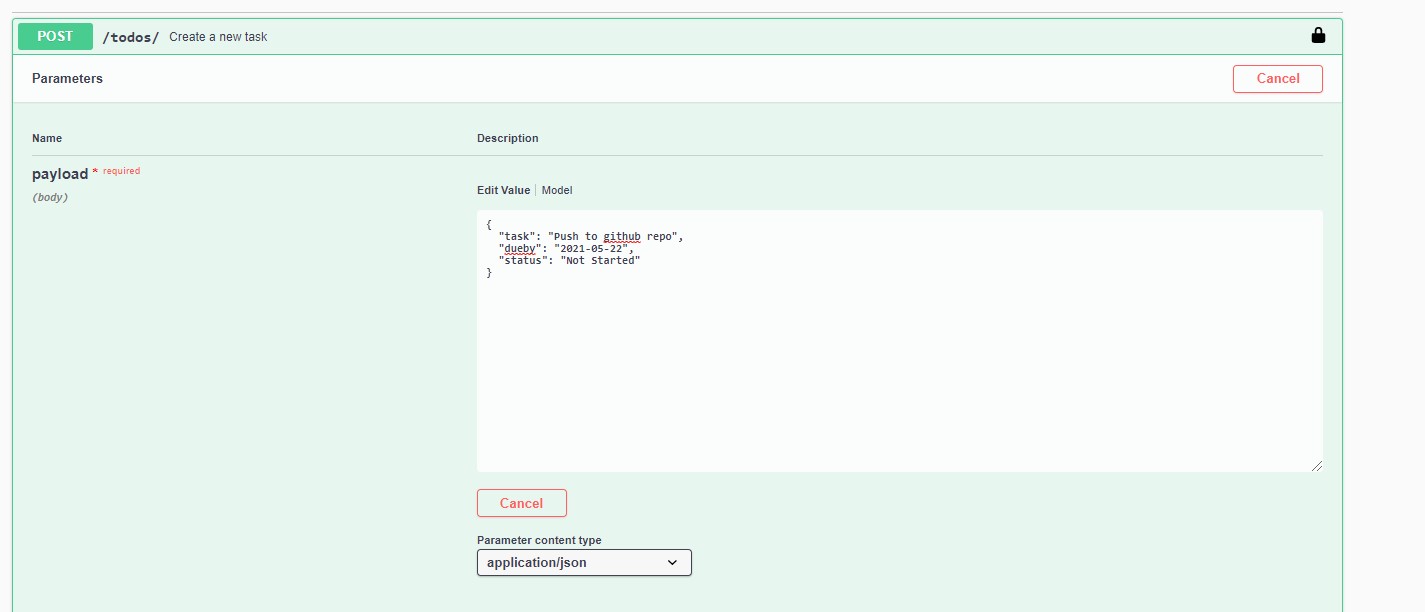 POST /todos/ Create a new task
Parameters
Cancel
Name Description
payload * required
(body)
Edit Value | Model
{
  "task": "Push to github repo",
  "dueby": "2021-05-22",
  "status": "Not Started"
}
Cancel
Parameter content type
application/json